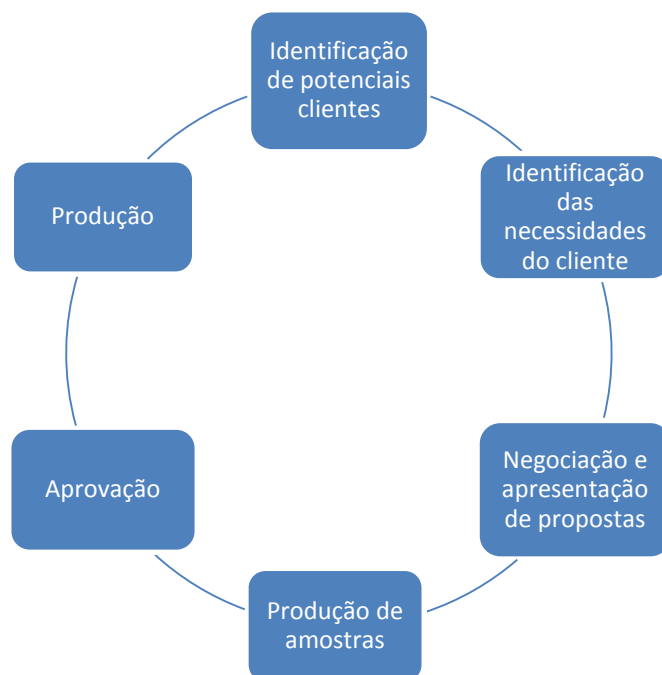 Identificação
de potenciais
clientes
Identificação
das
necessidades
do cliente
Negociação e
apresentação
de propostas
Produção de
amostras
Aprovação
Produção